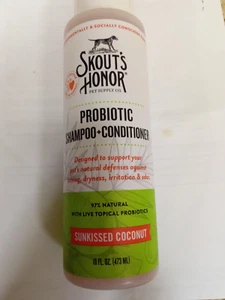 SKOUT'S
HONOR
PET SUPPLY CO.
PROBIOTIC
SHAMPOO+CONDITIONER
Designed to support your
pet's natural defenses against
itching, dryness, irritation & odor.
97% NATURAL
WITH LIVE TOPICAL PROBIOTICS
SUNKISSED COCONUT
16 FL OZ. (473 ML)